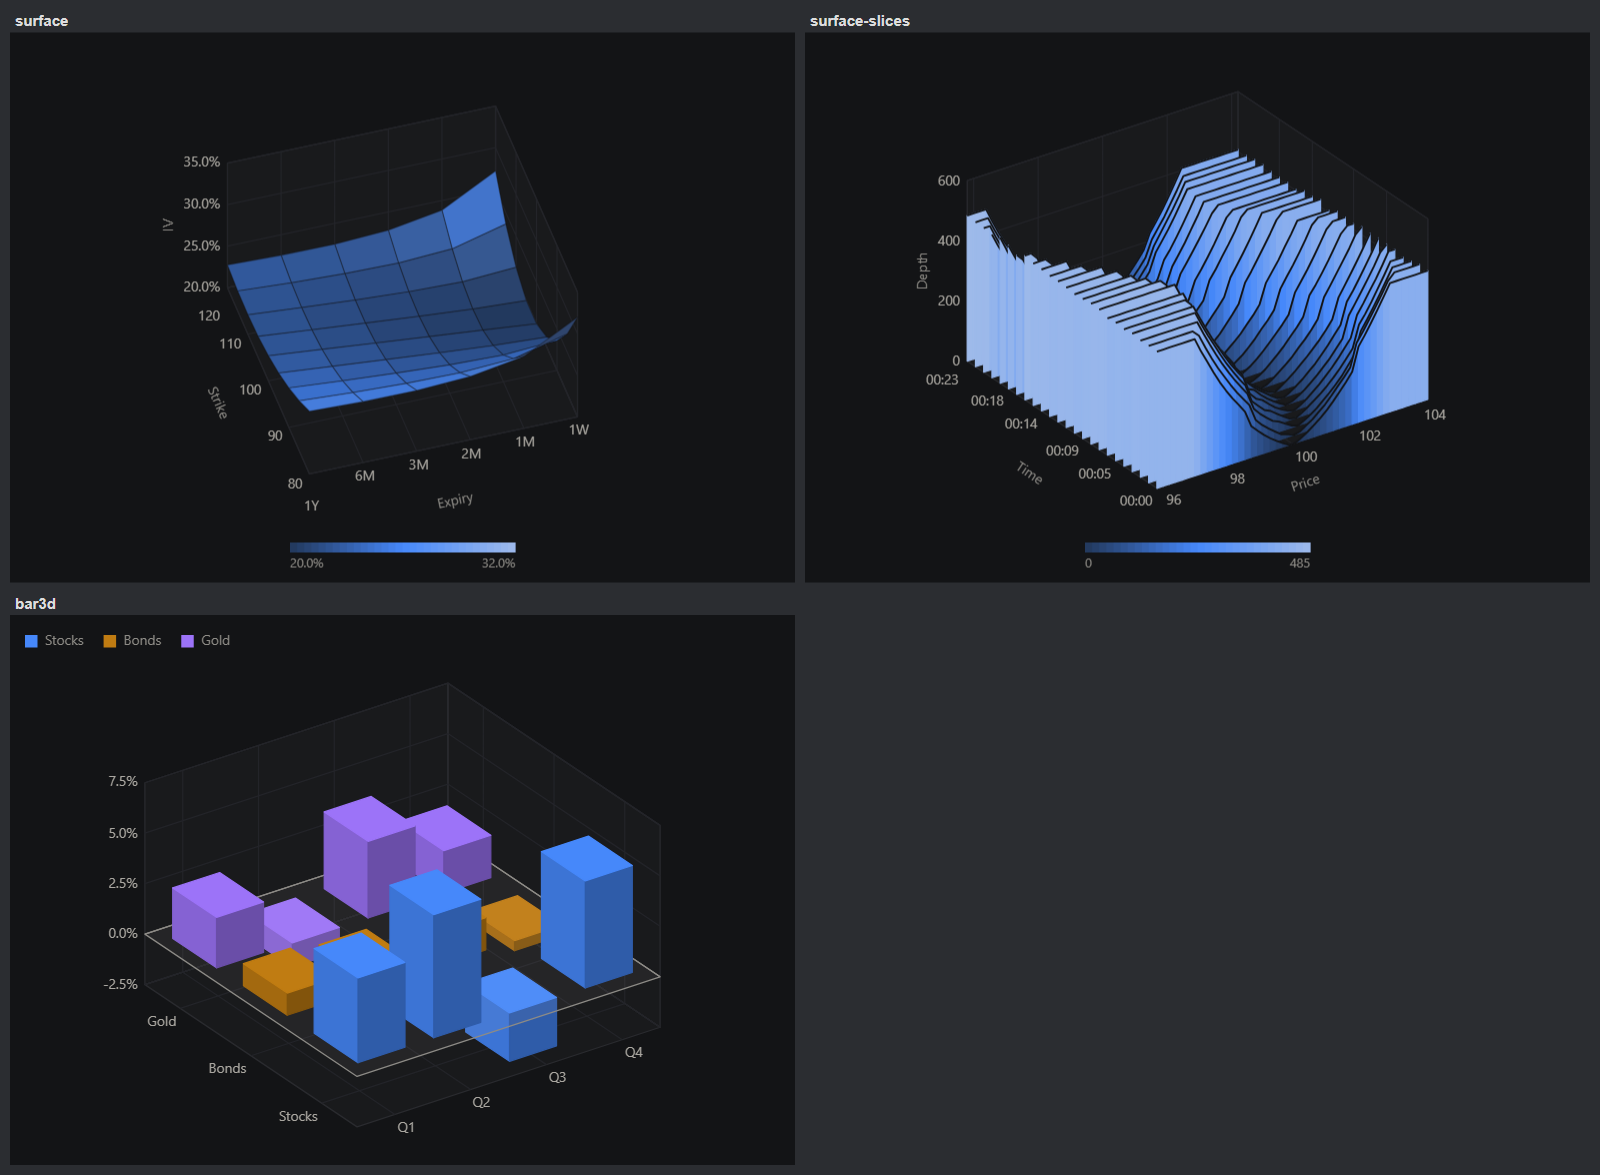 surface
35.0%
30.0%
IV
25.0%
20.0%
120
110
100
Strike
90
80
1Y
6M
3M
2M
1M
1W
Expiry
20.0% 32.0%
surface-slices
600
400
Depth
200
0
00:23
00:18
00:14
00:09
00:05
00:00
Time
96
98
100
102
104
Price
0 485
bar3d
Stocks Bonds Gold
7.5%
5.0%
2.5%
0.0%
-2.5%
Gold
Bonds
Stocks
Q1
Q2
Q3
Q4